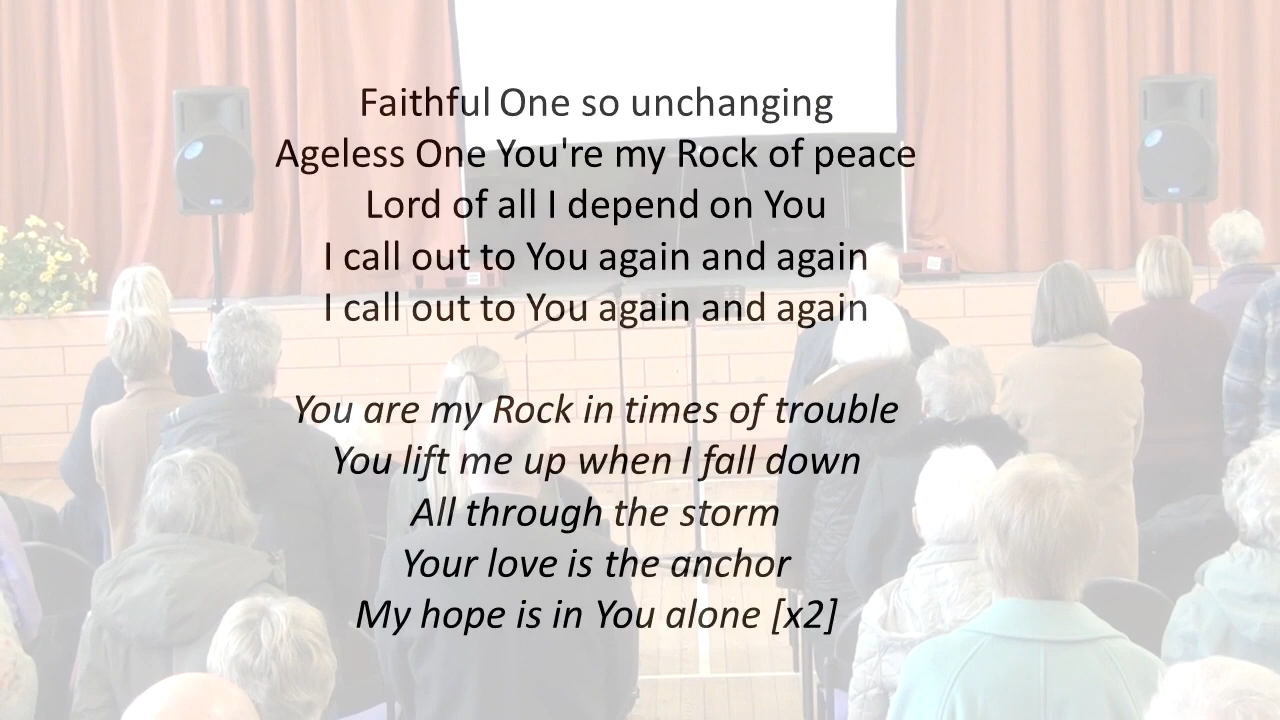 Faithful One so unchanging
Ageless One You're my Rock of peace
Lord of all I depend on You
I call out to You again and again
I call out to You again and again
You are my Rock in times of trouble
You lift me up when I fall down
All through the storm
Your love is the anchor
My hope is in You alone [x2]